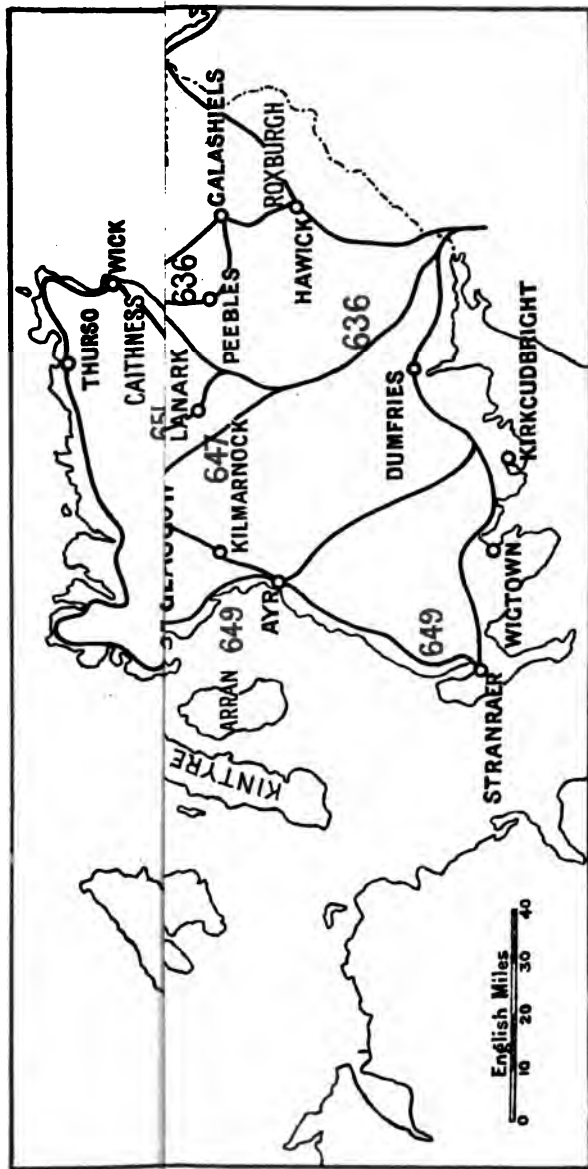 THURSO
WICK
CAITHNESS
636
GALASHIELS
PEEBLES
LANARK
647
KILMARNOCK
ROXBURGH
HAWICK
649
ARRAN
AYR
KINTYRE
636
DUMFRIES
649
KIRKCUDBRIGHT
WIGTOWN
STRANRAER
English Miles
0 10 20 30 40